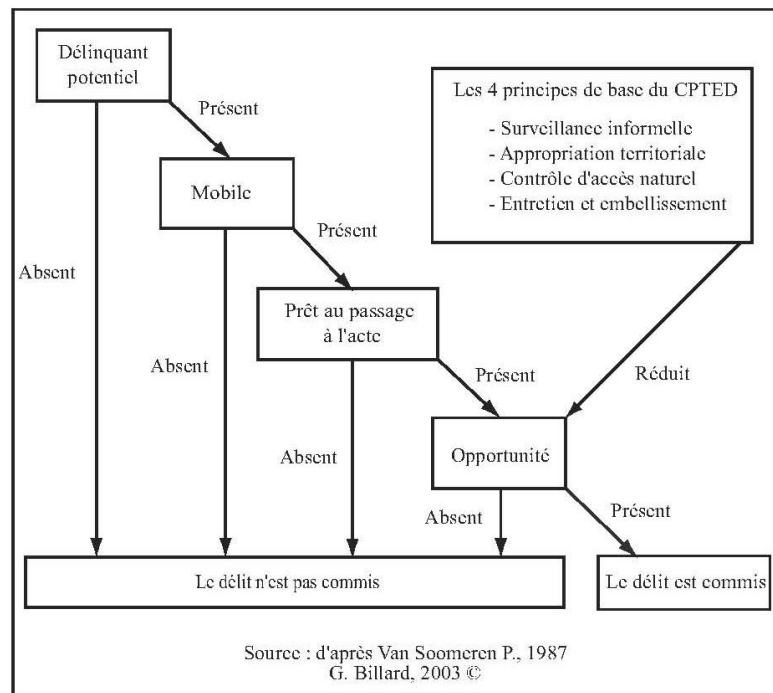 Délinquant
potentiel
Présent
Les 4 principes de base du CPTED
- Surveillance informelle
- Appropriation territoriale
- Contrôle d'accès naturel
- Entretien et embellissement
Mobile
Absent
Présent
Prêt au passage
à l'acte
Absent
Présent
Réduit
Absent
Opportunité
Absent
Présent
Le délit n'est pas commis
Le délit est commis
Source : d'après Van Soomeren P., 1987
G. Billard, 2003 ©